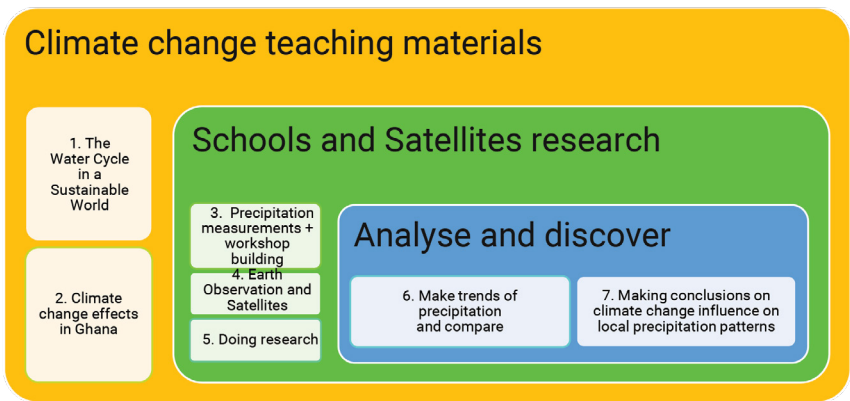 Climate change teaching materials
1. The
Water Cycle
in a
Sustainable
World
2. Climate
change effects
in Ghana
Schools and Satellites research
3. Precipitation
measurements +
workshop
building
4. Earth
Observation and
Satellites
5. Doing research
Analyse and discover
6. Make trends of
precipitation
and compare
7. Making conclusions on
climate change influence on
local precipitation patterns